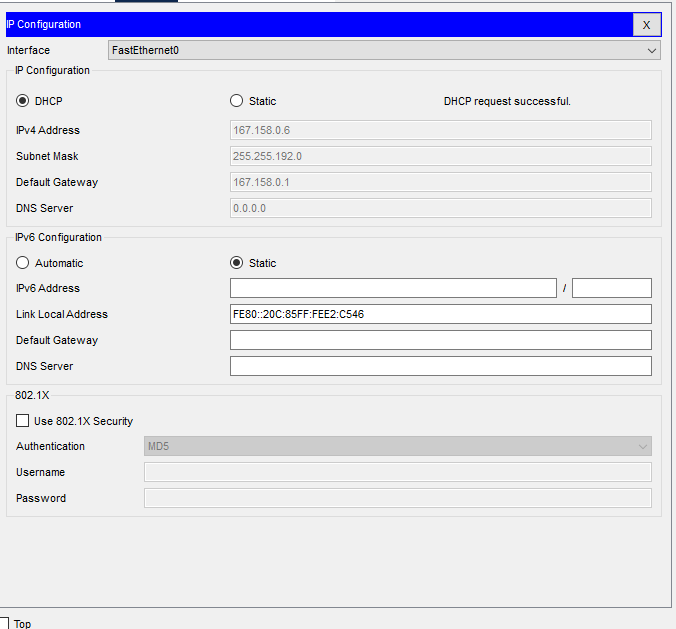 IP Configuration X
Interface FastEthernet0
IP Configuration
DHCP Static DHCP request successful.
IPv4 Address 167.158.0.6
Subnet Mask 255.255.192.0
Default Gateway 167.158.0.1
DNS Server 0.0.0.0
IPv6 Configuration
Automatic Static
IPv6 Address /
Link Local Address FE80::20C:85FF:FEE2:C546
Default Gateway
DNS Server
802.1X
Use 802.1X Security
Authentication MD5
Username
Password
Top